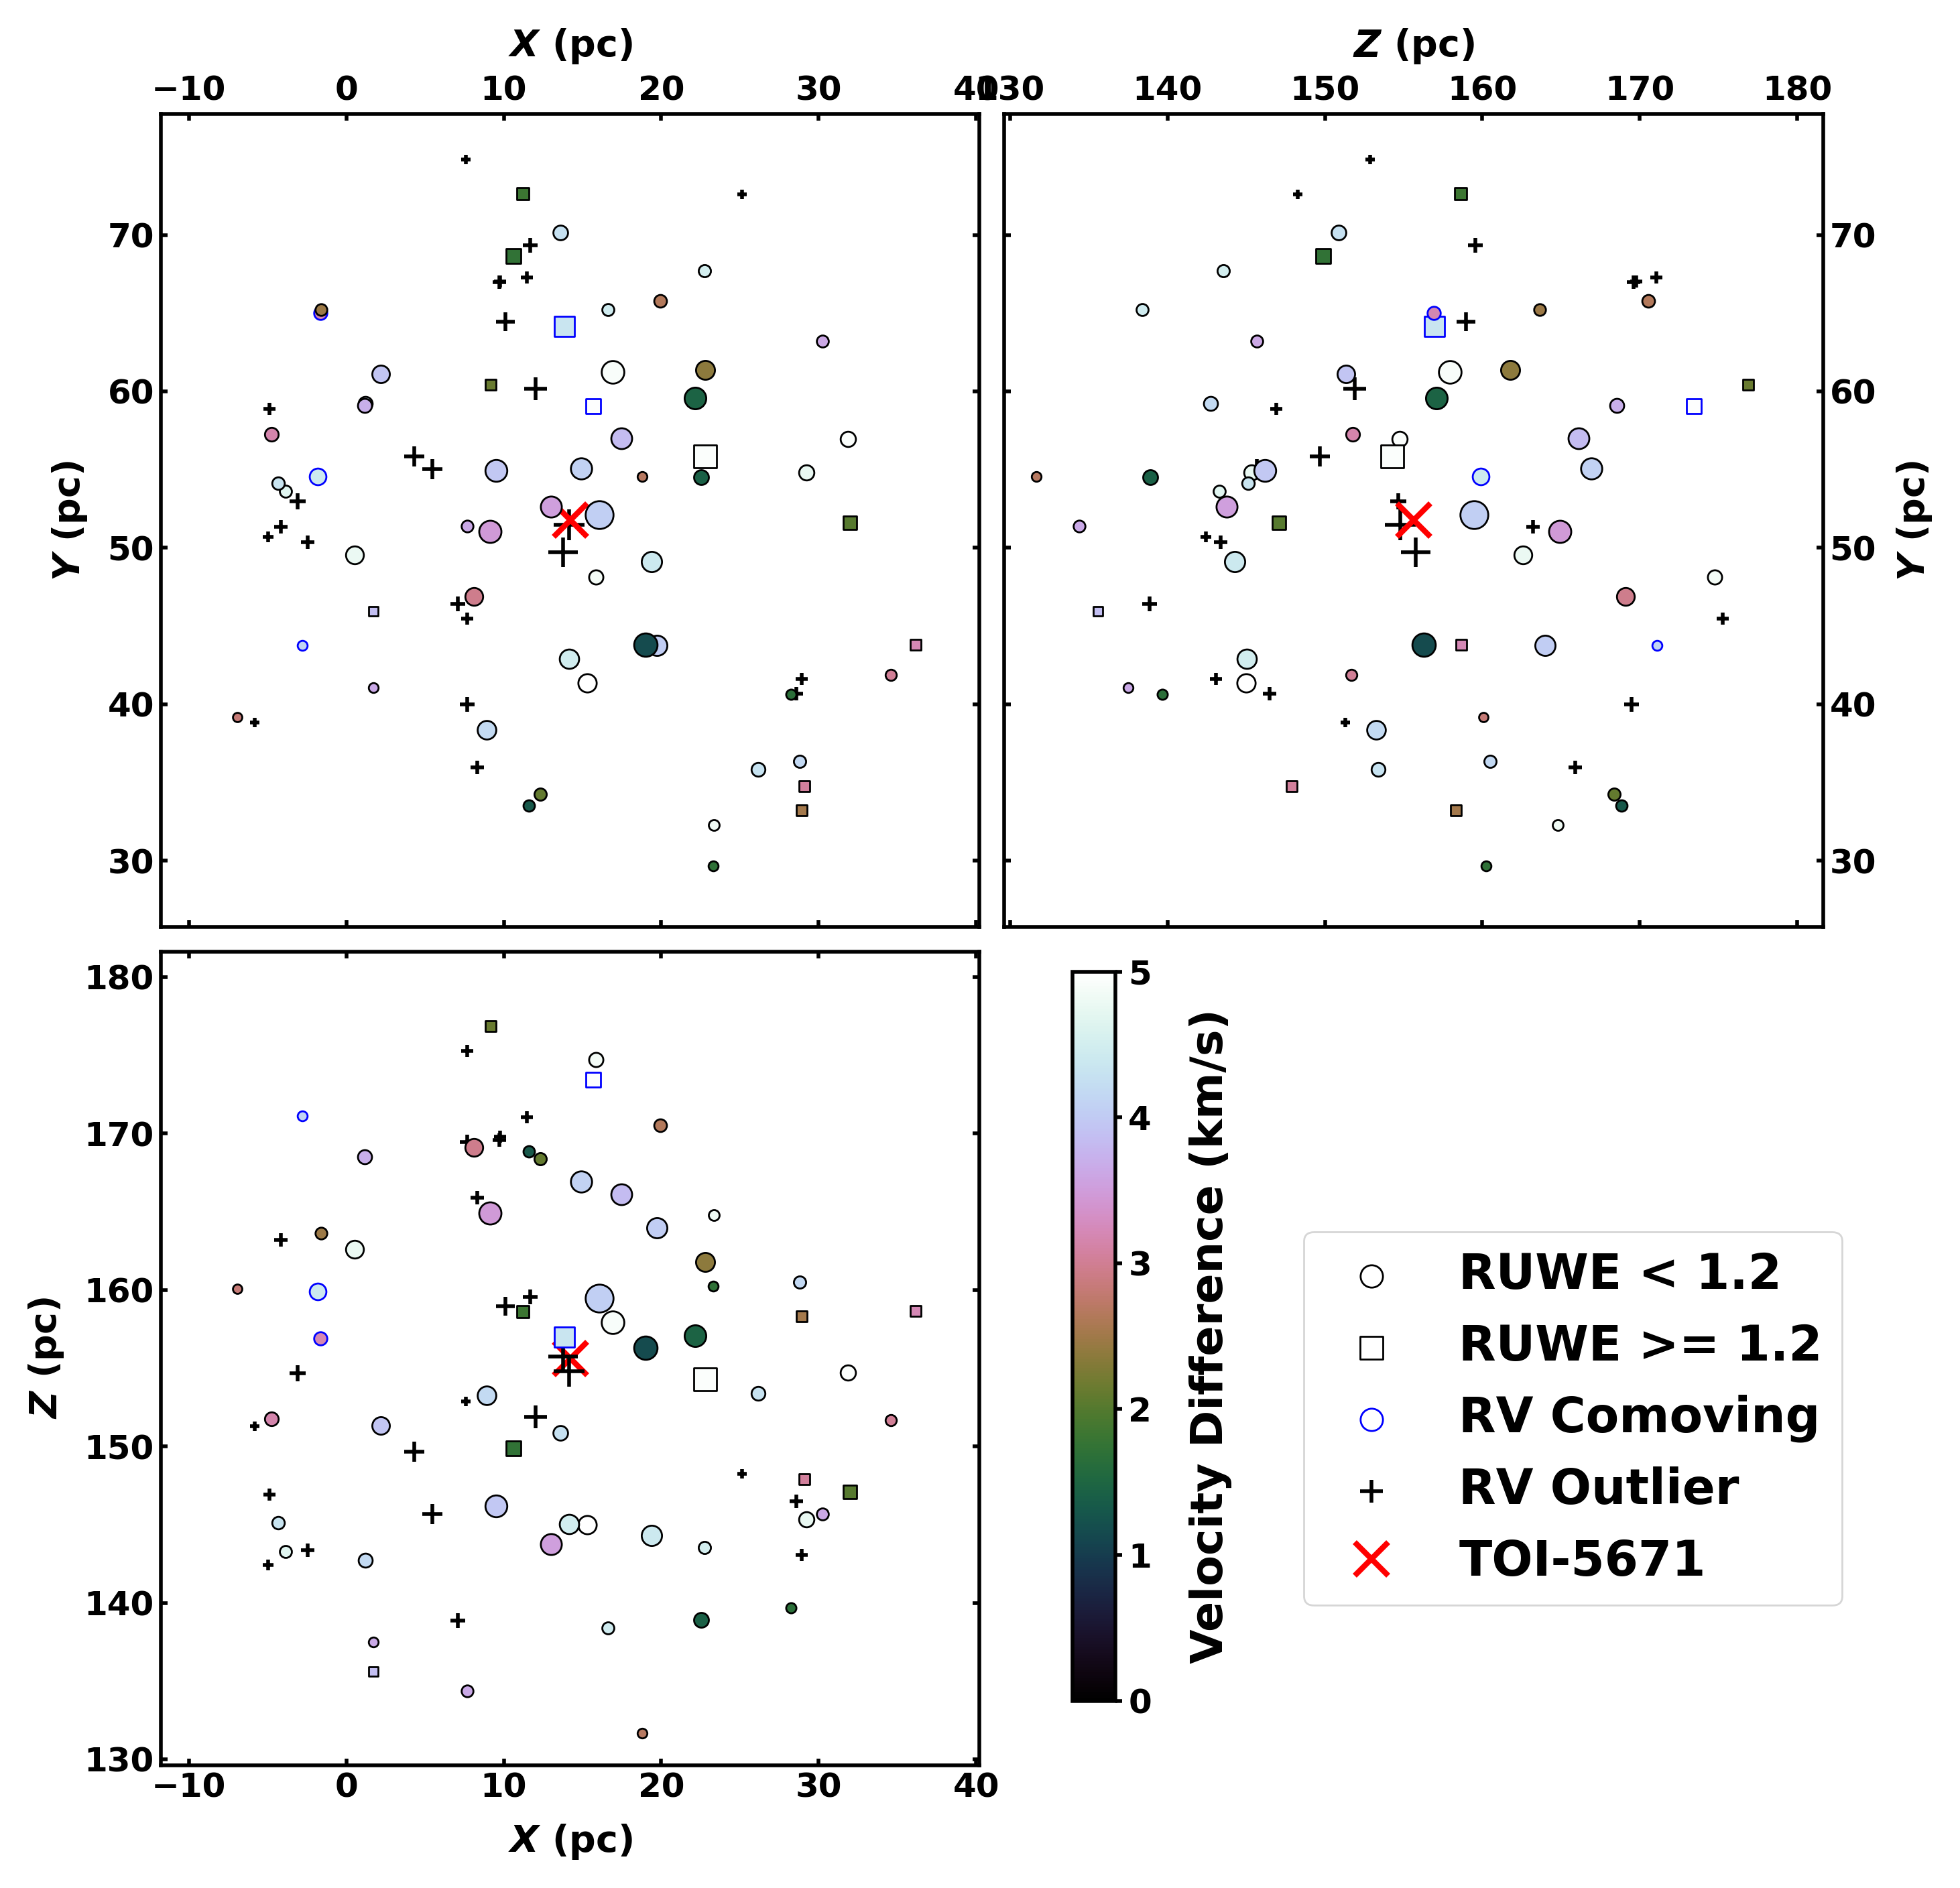 X (pc) Z (pc)
−10 0 10 20 30 40 130 140 150 160 170 180
70 70
60 60
Y (pc) Y (pc)
50 50
40 40
30 30
180 5
170 4
160 3
Z (pc) Velocity Difference (km/s)
150 2
140 1
130 0
−10 0 10 20 30 40
X (pc)
RUWE < 1.2
RUWE >= 1.2
RV Comoving
RV Outlier
TOI-5671